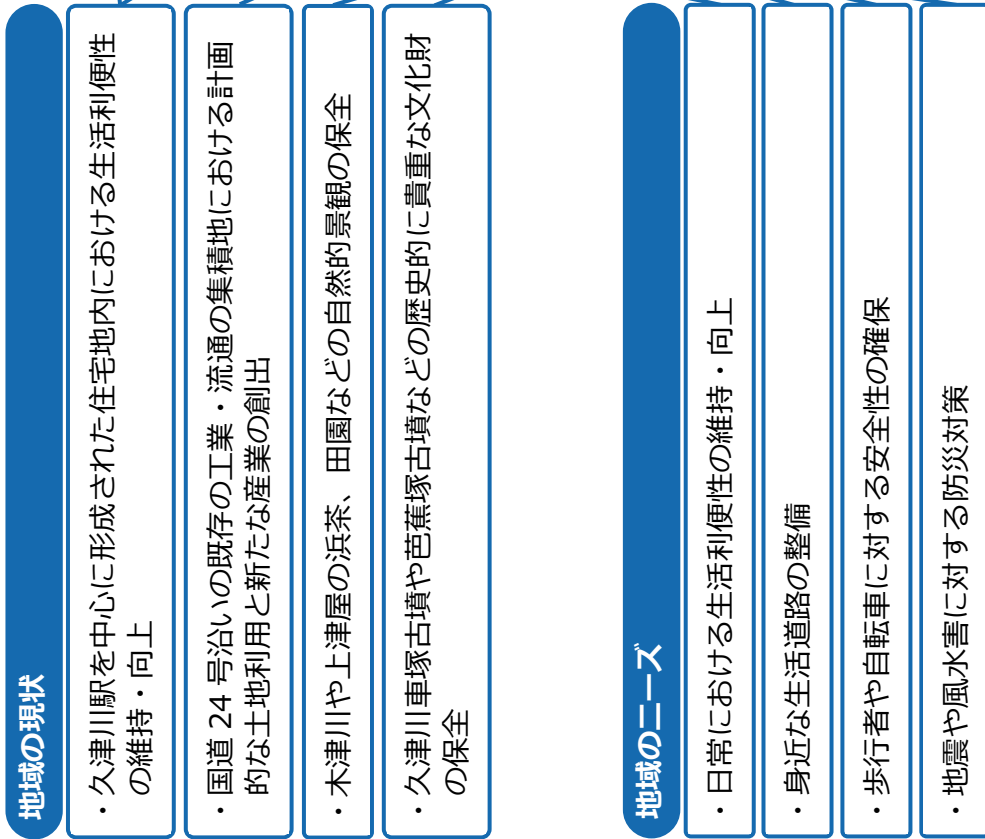 地域の現状
・久津川駅を中心に形成された住宅地内における生活利便性
の維持・向上
・国道 24 号沿いの既存の工業・流通の集積地における計画
的な土地利用と新たな産業の創出
・木津川や上津屋の浜茶、田園などの自然的景観の保全
・久津川車塚古墳や芭蕉塚古墳などの歴史的に貴重な文化財
の保全
地域のニーズ
・日常における生活利便性の維持・向上
・身近な生活道路の整備
・歩行者や自転車に対する安全性の確保
・地震や風水害に対する防災対策